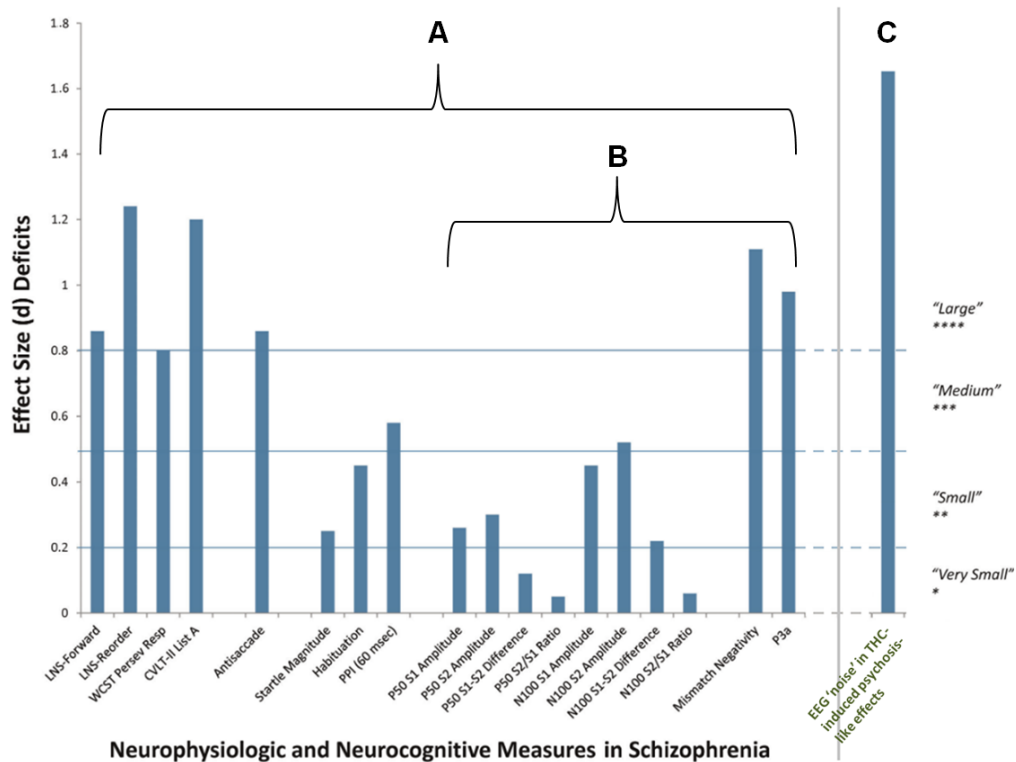 A
B
C
1.8
1.6
1.4
1.2
1
0.8
0.6
0.4
0.2
0
Effect Size (d) Deficits
"Large"
****
"Medium"
***
"Small"
**
"Very Small"
*
LNS-Forward
LNS-Reorder
WCST Persev Resp
CVLT-II List A
Antisaccade
Startle Magnitude
Habituation
PPI (60 msec)
P50 S1 Amplitude
P50 S2 Amplitude
P50 S1-S2 Difference
P50 S2/S1 Ratio
N100 S1 Amplitude
N100 S2 Amplitude
N100 S1-S2 Difference
N100 S2/S1 Ratio
Mismatch Negativity
P3a
EEG 'noise' in THC-
induced psychosis-
like effects
Neurophysiologic and Neurocognitive Measures in Schizophrenia